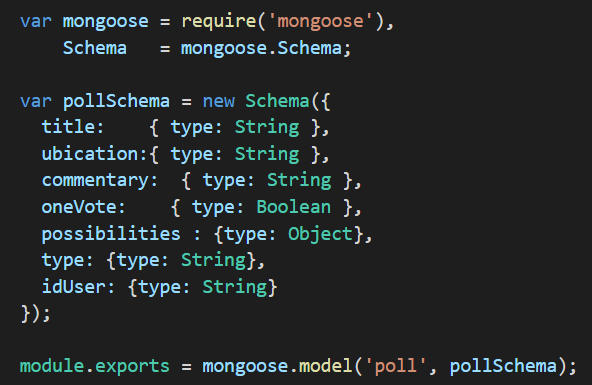 var mongoose = require('mongoose'),
    Schema   = mongoose.Schema;

var pollSchema = new Schema({
  title:    { type: String },
  ubication:{ type: String },
  commentary:  { type: String },
  oneVote:    { type: Boolean },
  possibilities : {type: Object},
  type: {type: String},
  idUser: {type: String}
});

module.exports = mongoose.model('poll', pollSchema);